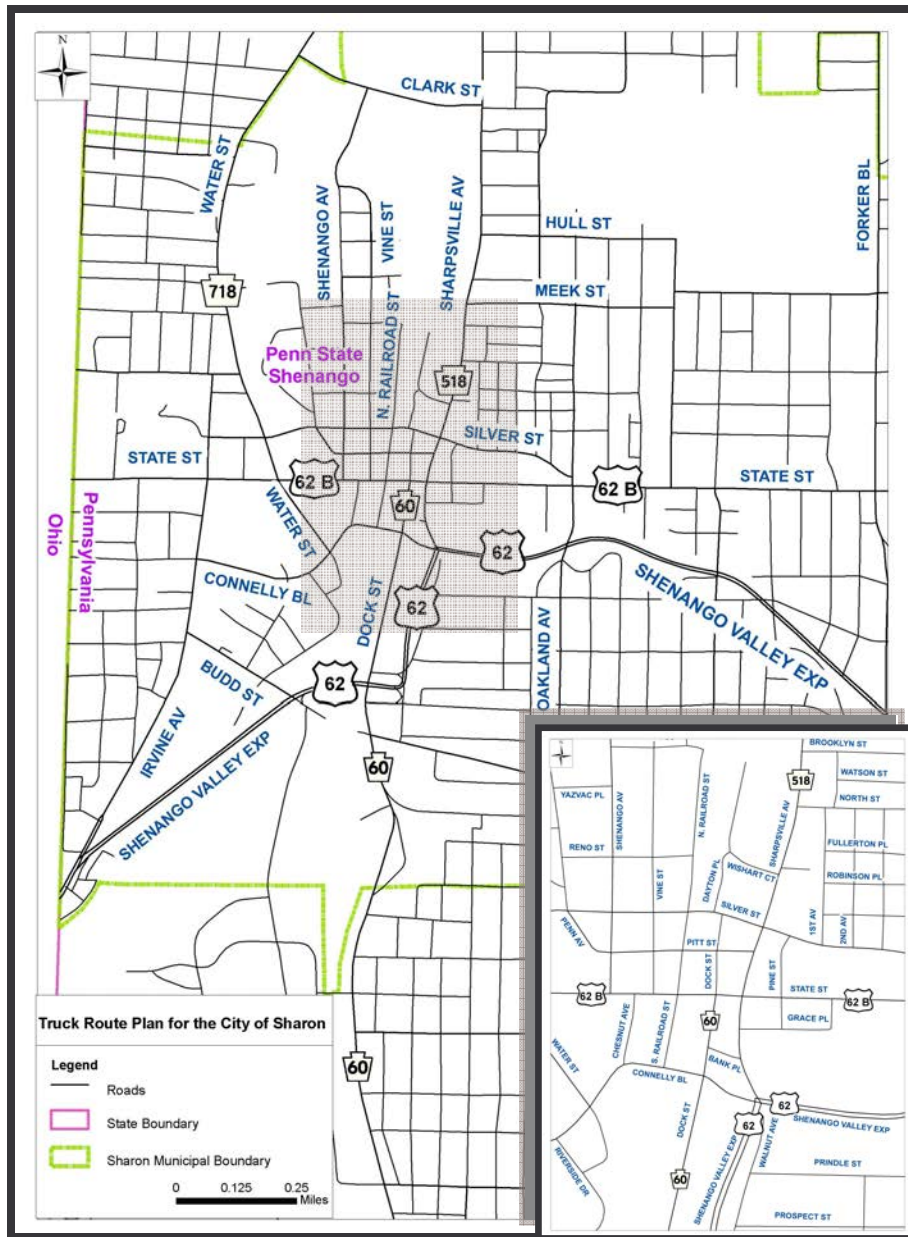 N
CLARK ST
WATER ST
SHENANGO AV
VINE ST
SHARPSVILLE AV
FORKER BL
HULL ST
MEEK ST
718
N. RAILROAD ST
Penn State
Shenango
518
SILVER ST
STATE ST
62 B
62 B
STATE ST
60
WATER ST
Pennsylvania
Ohio
62
CONNELLY BL
DOCK ST
62
SHENANGO VALLEY EXP
OAKLAND AV
BUDD ST
62
IRVINE AV
SHENANGO VALLEY EXP
60
60
Truck Route Plan for the City of Sharon
Legend
Roads
State Boundary
Sharon Municipal Boundary
0 0.125 0.25
Miles
BROOKLYN ST
518
WATSON ST
YAZVAC PL
SHENANGO AV
N. RAILROAD ST
NORTH ST
SHARPSVILLE AV
RENO ST
FULLERTON PL
VINE ST
DAYTON PL
WISHART CT
ROBINSON PL
SILVER ST
1ST AV
2ND AV
PENN AV
PITT ST
DOCK ST
PINE ST
STATE ST
62 B
62 B
CHESNUT AVE
S. RAILROAD ST
60
GRACE PL
WATER ST
BANK PL
CONNELLY BL
62
DOCK ST
62
SHENANGO VALLEY EXP
WALNUT AVE
SHENANGO VALLEY EXP
RIVERSIDE DR
60
PRINDLE ST
PROSPECT ST